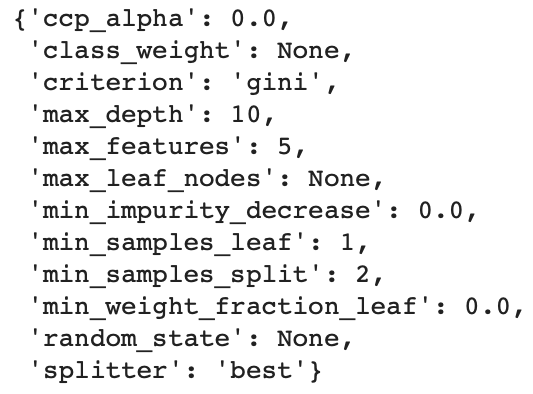 {'ccp_alpha': 0.0,
'class_weight': None,
'criterion': 'gini',
'max_depth': 10,
'max_features': 5,
'max_leaf_nodes': None,
'min_impurity_decrease': 0.0,
'min_samples_leaf': 1,
'min_samples_split': 2,
'min_weight_fraction_leaf': 0.0,
'random_state': None,
'splitter': 'best'}